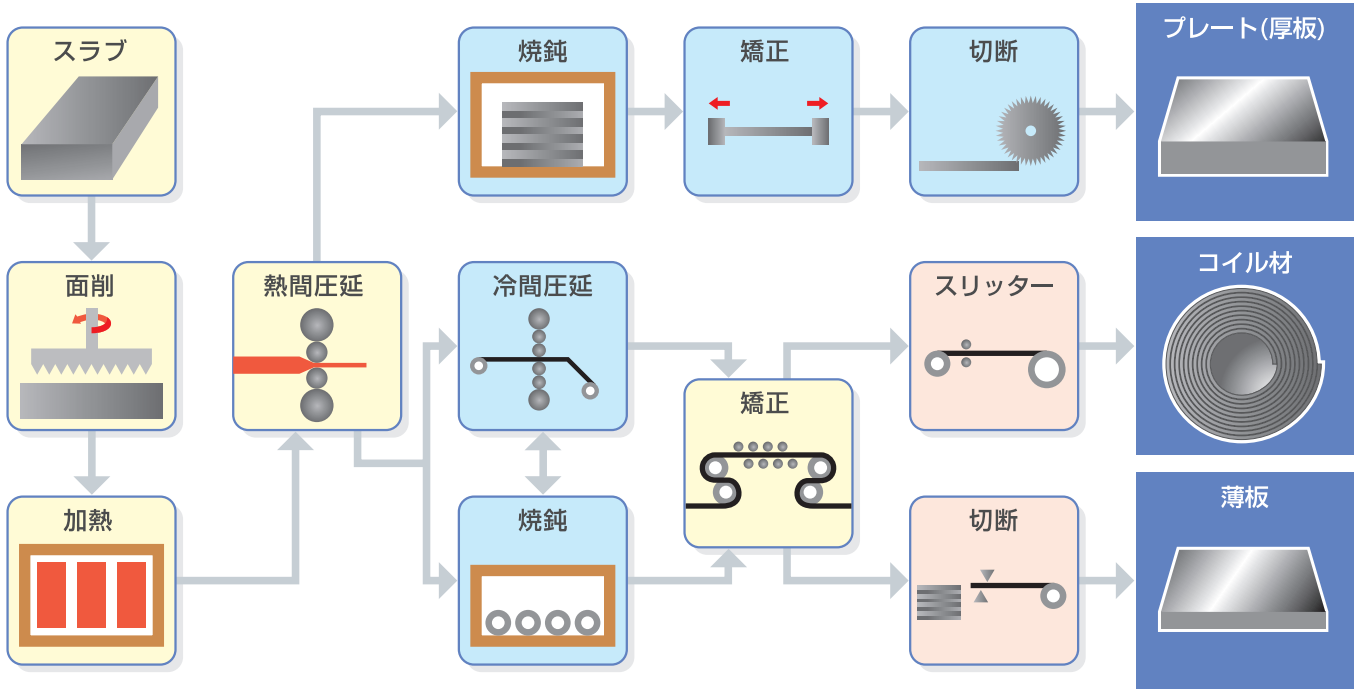 スラブ
面削
加熱
熱間圧延
焼鈍
矯正
切断
プレート(厚板)
冷間圧延
焼鈍
矯正
スリッター
コイル材
切断
薄板